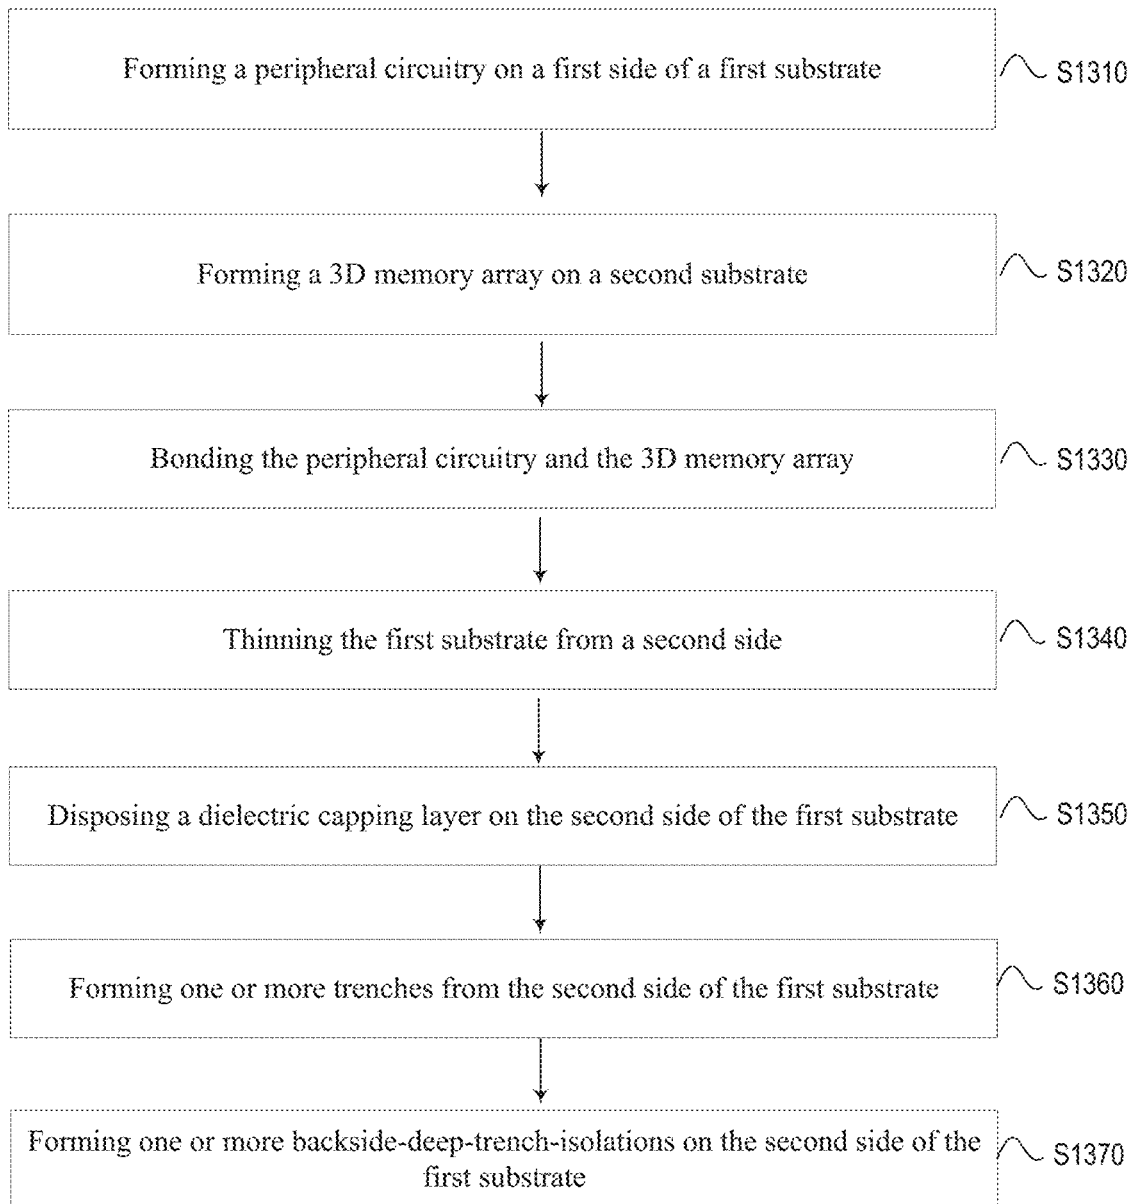 Forming a peripheral circuitry on a first side of a first substrate
S1310
Forming a 3D memory array on a second substrate
S1320
Bonding the peripheral circuitry and the 3D memory array
S1330
Thinning the first substrate from a second side
S1340
Disposing a dielectric capping layer on the second side of the first substrate
S1350
Forming one or more trenches from the second side of the first substrate
S1360
Forming one or more backside-deep-trench-isolations on the second side of the
first substrate
S1370